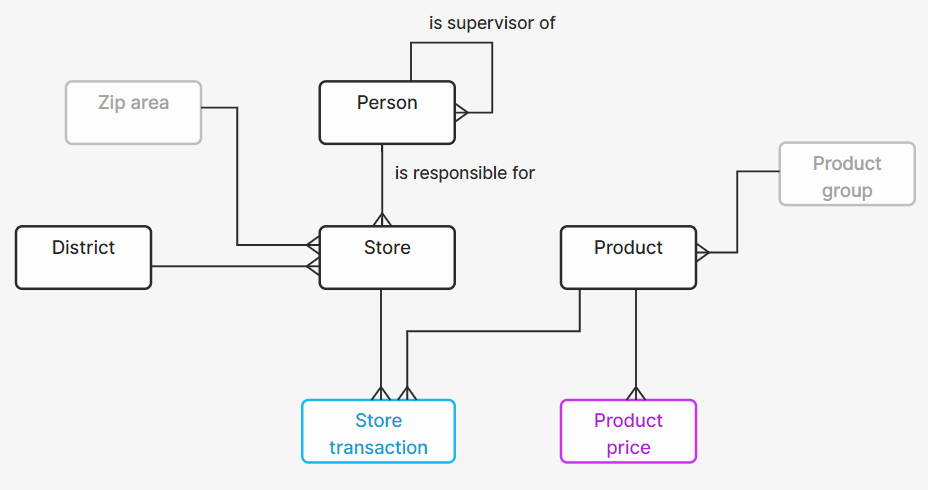 is supervisor of
Zip area
Person
Product
group
is responsible for
District
Store
Product
Store
transaction
Product
price